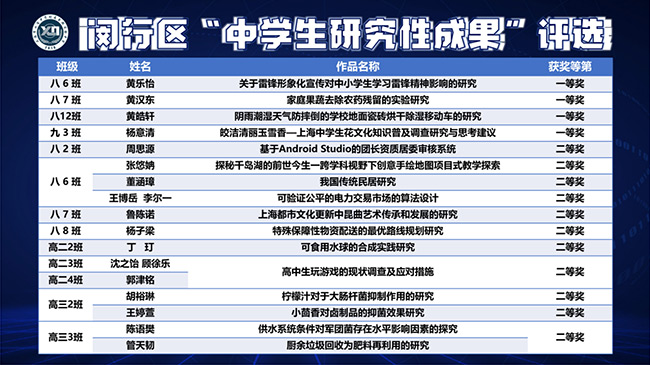 闵行区“中学生研究性成果”评选
班级 姓名 作品名称 获奖等第
八 6 班 黄乐怡 关于雷锋形象化宣传对中小学生学习雷锋精神影响的研究 一等奖
八 7 班 黄汉东 家庭果蔬去除农药残留的实验研究 一等奖
八12班 黄皓轩 阴雨潮湿天气防摔倒的学校地面瓷砖烘干除湿移动车的研究 一等奖
九 3 班 杨意清 皎洁清丽玉雪香—上海中学生花文化知识普及调查研究与思考建议 一等奖
八 2 班 周思源 基于Android Studio的团长资质居委审核系统 二等奖
八 6 班 张悠妠 探秘千岛湖的前世今生一跨学科视野下创意手绘地图项目式教学探索 二等奖
董涵璋 我国传统民居研究 二等奖
王博岳 李尔一 可验证公平的电力交易市场的算法设计 二等奖
八 7 班 鲁陈诺 上海都市文化更新中昆曲艺术传承和发展的研究 二等奖
八 8 班 杨子梁 特殊保障性物资配送的最优路线规划研究 二等奖
高二2班 丁 玎 可食用水球的合成实践研究 二等奖
高二3班 沈之饴 顾徐乐 高中生玩游戏的现状调查及应对措施 二等奖
高二4班 郭津铭
高三2班 胡裕琳 柠檬汁对于大肠杆菌抑制作用的研究 二等奖
王婷萱 小茴香对卤制品的抑菌效果研究 二等奖
高三3班 陈语樊 供水系统条件对军团菌存在水平影响因素的探究 二等奖
管天韧 厨余垃圾回收为肥料再利用的研究